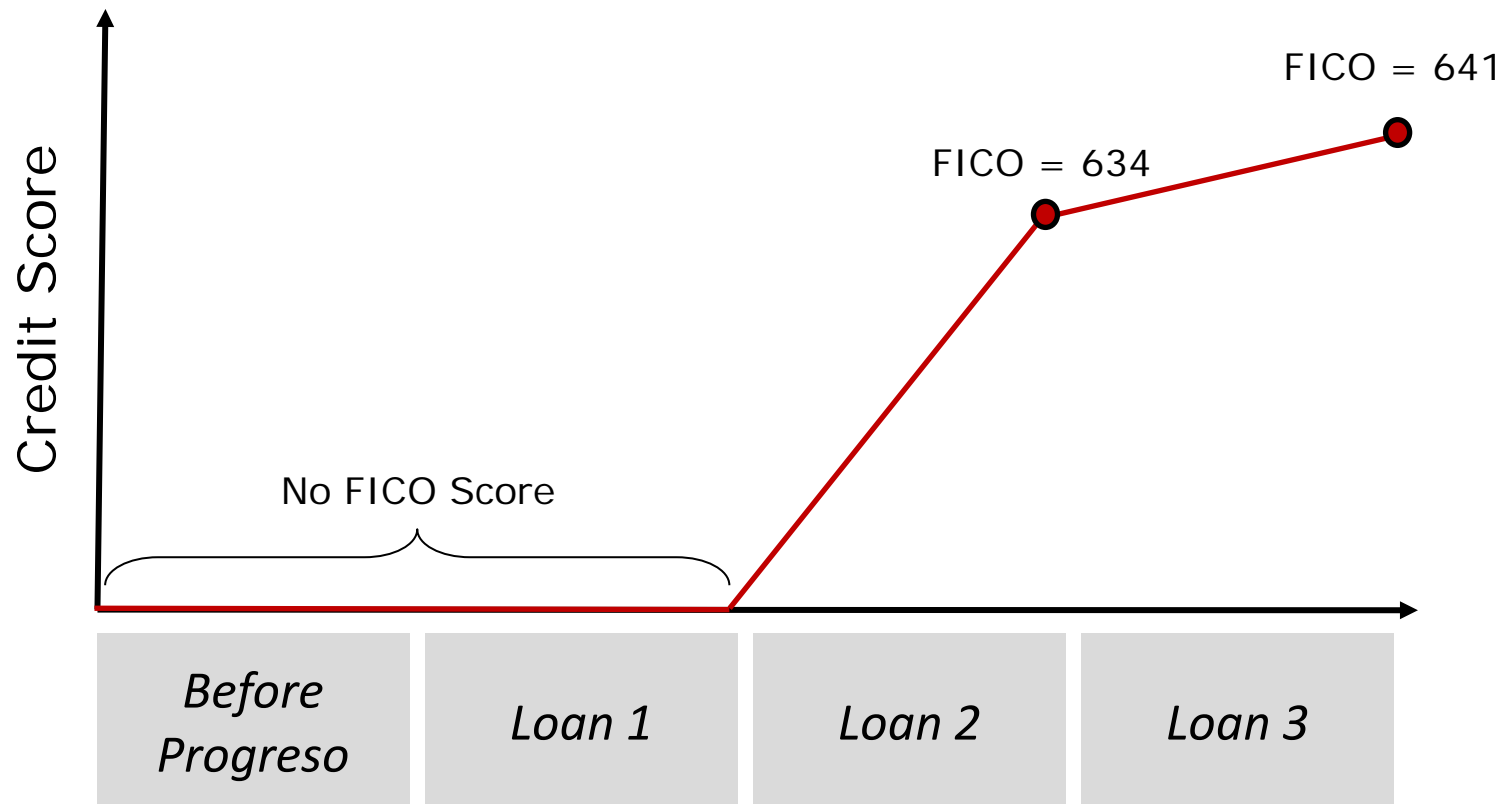 FICO = 641
FICO = 634
Credit Score
No FICO Score
Before
Progreso
Loan 1
Loan 2
Loan 3